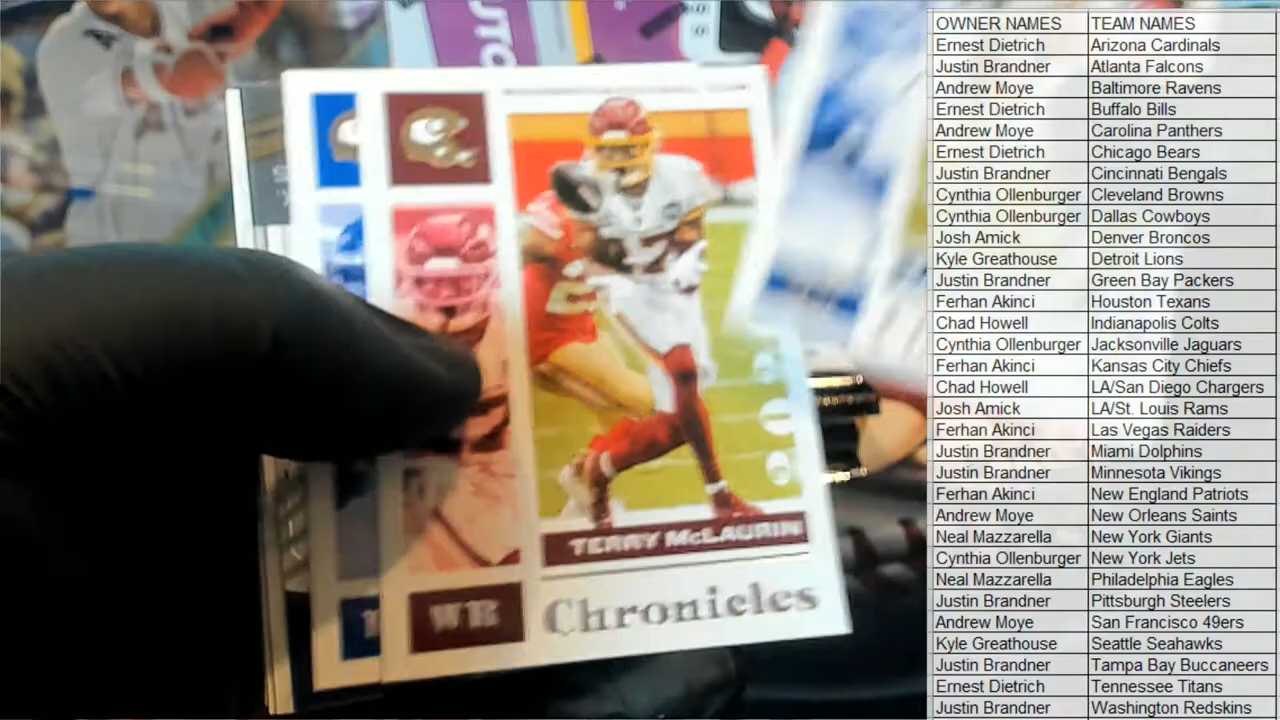 OWNER NAMES TEAM NAMES
Ernest Dietrich Arizona Cardinals
Justin Brandner Atlanta Falcons
Andrew Moye Baltimore Ravens
Ernest Dietrich Buffalo Bills
Andrew Moye Carolina Panthers
Ernest Dietrich Chicago Bears
Justin Brandner Cincinnati Bengals
Cynthia Ollenburger Cleveland Browns
Cynthia Ollenburger Dallas Cowboys
Josh Amick Denver Broncos
Kyle Greathouse Detroit Lions
Justin Brandner Green Bay Packers
Ferhan Akinci Houston Texans
Chad Howell Indianapolis Colts
Cynthia Ollenburger Jacksonville Jaguars
Ferhan Akinci Kansas City Chiefs
Chad Howell LA/San Diego Chargers
Josh Amick LA/St. Louis Rams
Ferhan Akinci Las Vegas Raiders
Justin Brandner Miami Dolphins
Justin Brandner Minnesota Vikings
Ferhan Akinci New England Patriots
Andrew Moye New Orleans Saints
Neal Mazzarella New York Giants
Cynthia Ollenburger New York Jets
Neal Mazzarella Philadelphia Eagles
Justin Brandner Pittsburgh Steelers
Andrew Moye San Francisco 49ers
Kyle Greathouse Seattle Seahawks
Justin Brandner Tampa Bay Buccaneers
Ernest Dietrich Tennessee Titans
Justin Brandner Washington Redskins
17
TERRY McLAURIN
WR
Chronicles